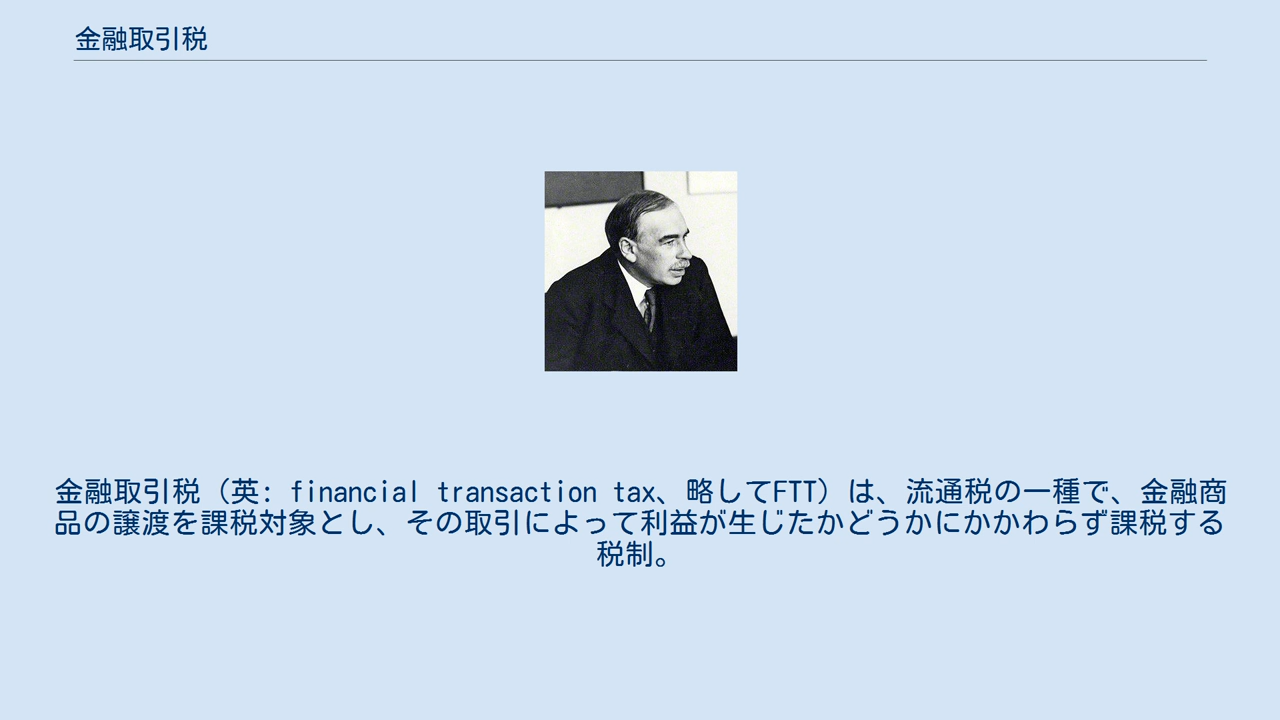 金融取引税
金融取引税（英: financial transaction tax、略してFTT）は、流通税の一種で、金融商
品の譲渡を課税対象とし、その取引によって利益が生じたかどうかにかかわらず課税する
税制。